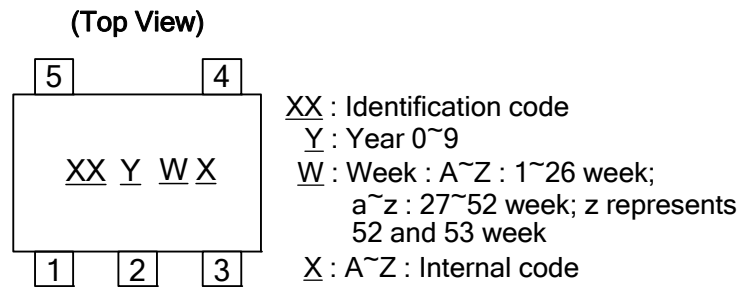 (Top View)
5 4
XX Y W X
1 2 3
XX : Identification code
Y : Year 0~9
W : Week : A~Z : 1~26 week;
a~z : 27~52 week; z represents
52 and 53 week
X : A~Z : Internal code